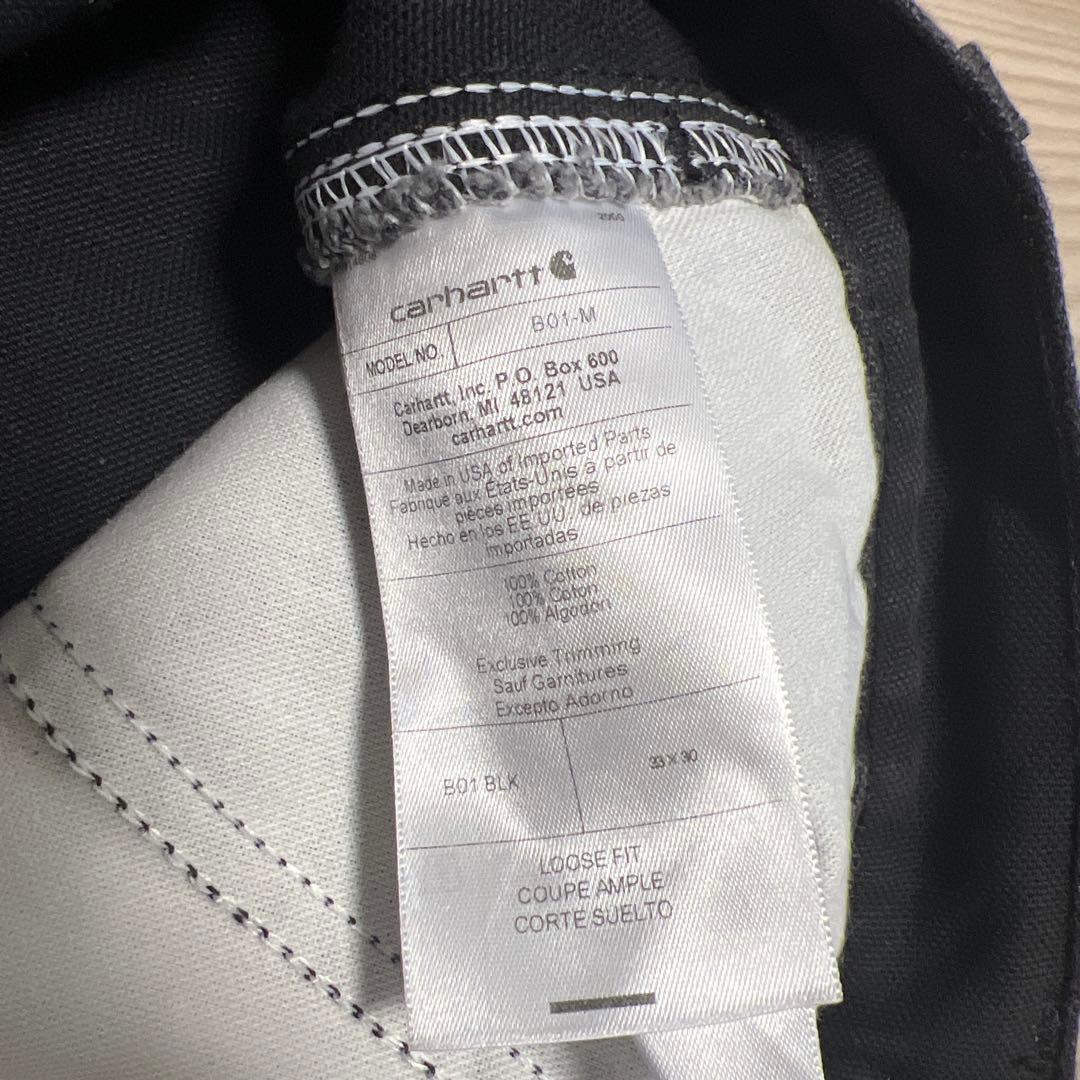 2000
carhartt
MODEL NO. B01-M
Carhartt, Inc. P.O. Box 600
Dearborn, MI 48121 USA
carhartt.com
Made in USA of Imported Parts
Fabriqué aux États-Unis à partir de
pièces importées
Hecho en los EE.UU. de piezas
importadas
100% Cotton
100% Coton
100% Algodon
Exclusive Trimming
Sauf Garnitures
Excepto Adorno
B01 BLK 33 X 30
LOOSE FIT
COUPE AMPLE
CORTE SUELTO